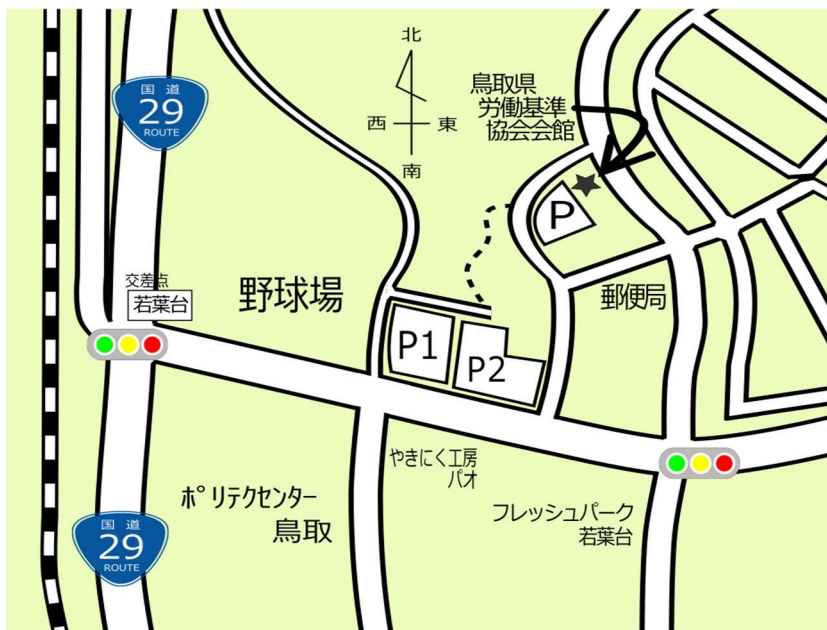 北
西 東
南
国道
29
ROUTE
鳥取県
労働基準
協会会館
P
交差点
若葉台
野球場
郵便局
P1
P2
やきにく工房
パオ
ポリテクセンター
鳥取
フレッシュパーク
若葉台
国道
29
ROUTE